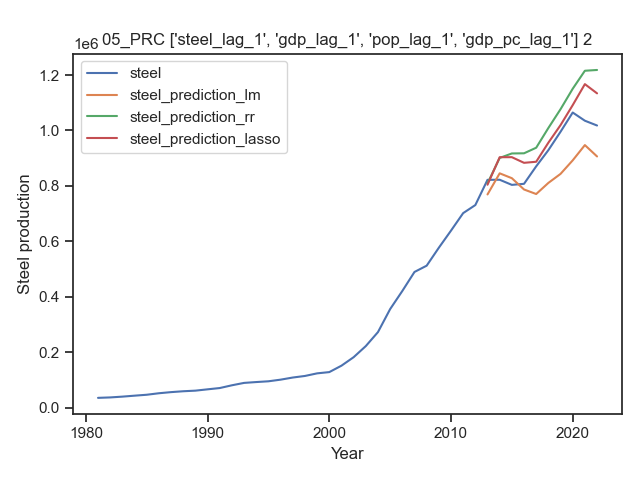 05_PRC ['steel_lag_1', 'gdp_lag_1', 'pop_lag_1', 'gdp_pc_lag_1'] 2
1e6
steel
steel_prediction_lm
steel_prediction_rr
steel_prediction_lasso
1.2
1.0
0.8
0.6
0.4
0.2
0.0
Steel production
1980
1990
2000
2010
2020
Year